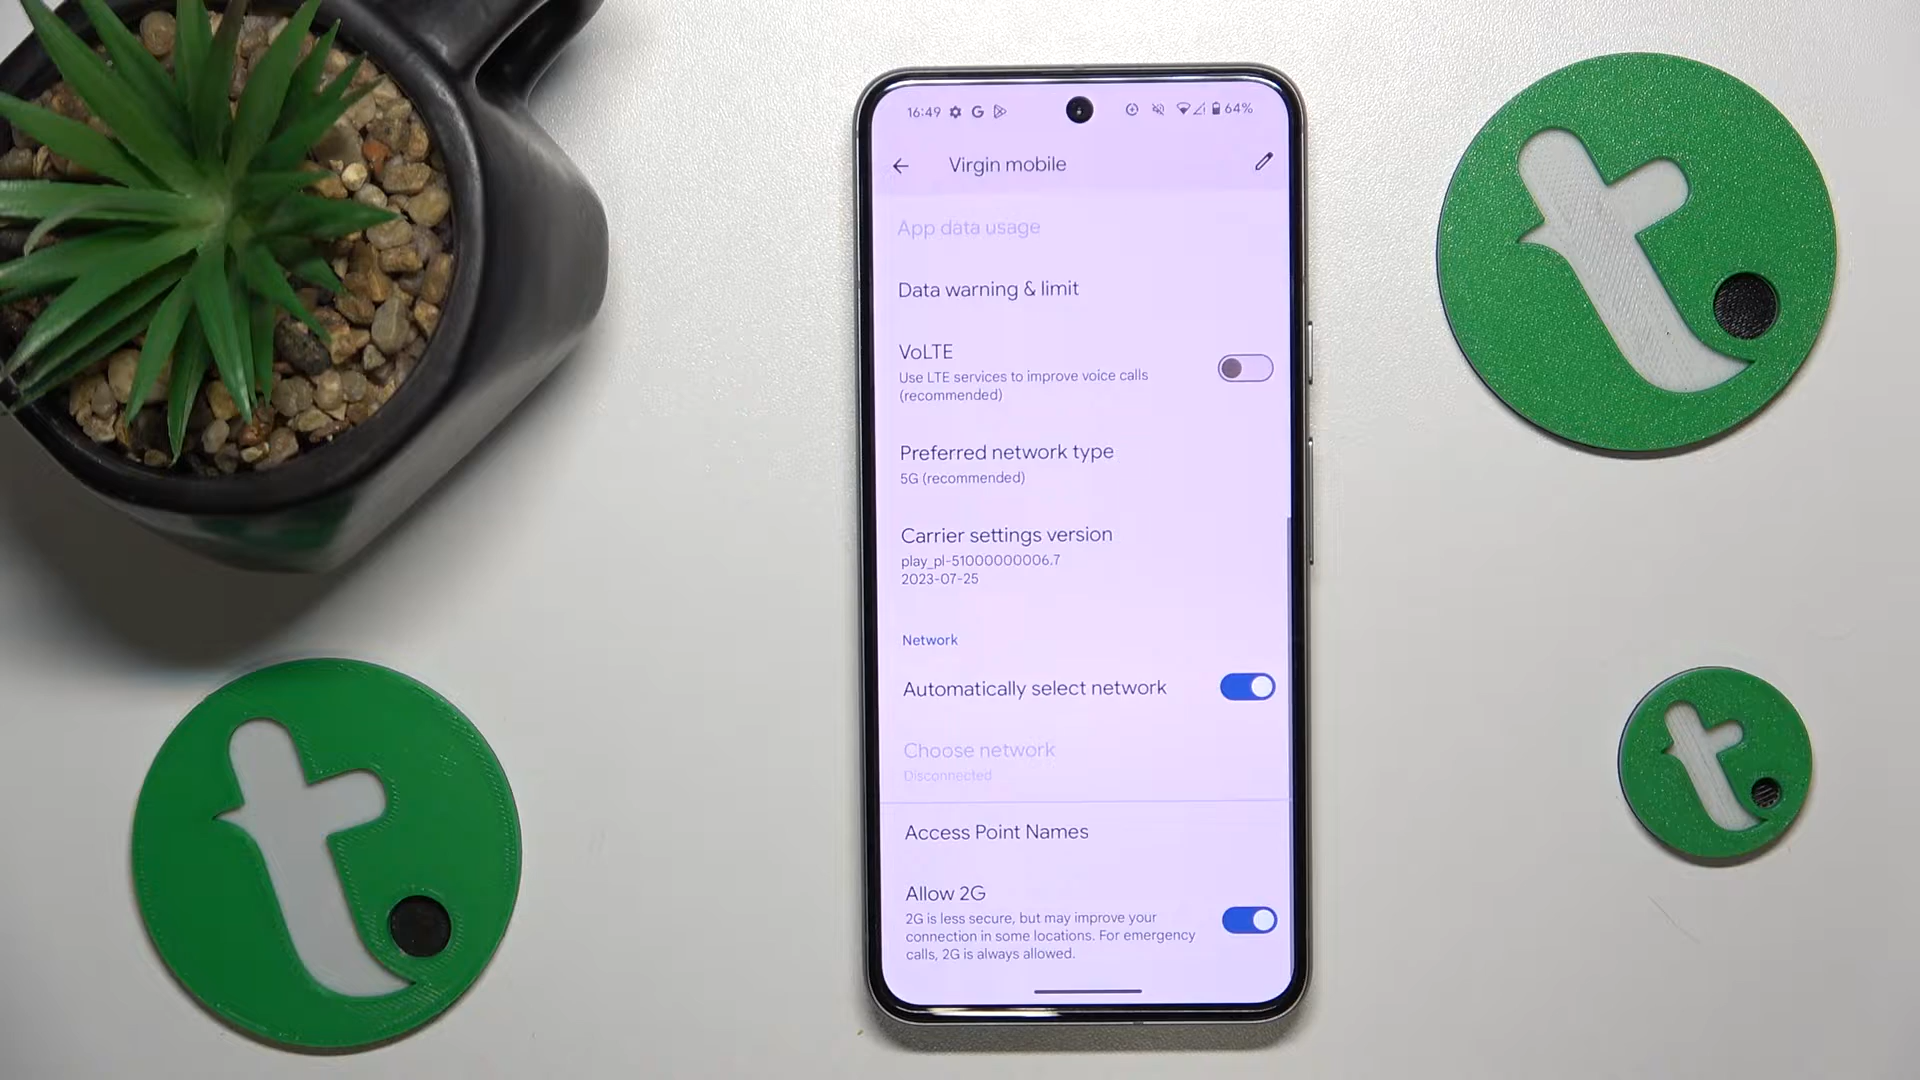 16:49 G 64%
Virgin mobile
App data usage
Data warning & limit
VoLTE
Use LTE services to improve voice calls
(recommended)
Preferred network type
5G (recommended)
Carrier settings version
play_pl-51000000006.7
2023-07-25
Network
Automatically select network
Choose network
Disconnected
Access Point Names
Allow 2G
2G is less secure, but may improve your
connection in some locations. For emergency
calls, 2G is always allowed.
t
t
t